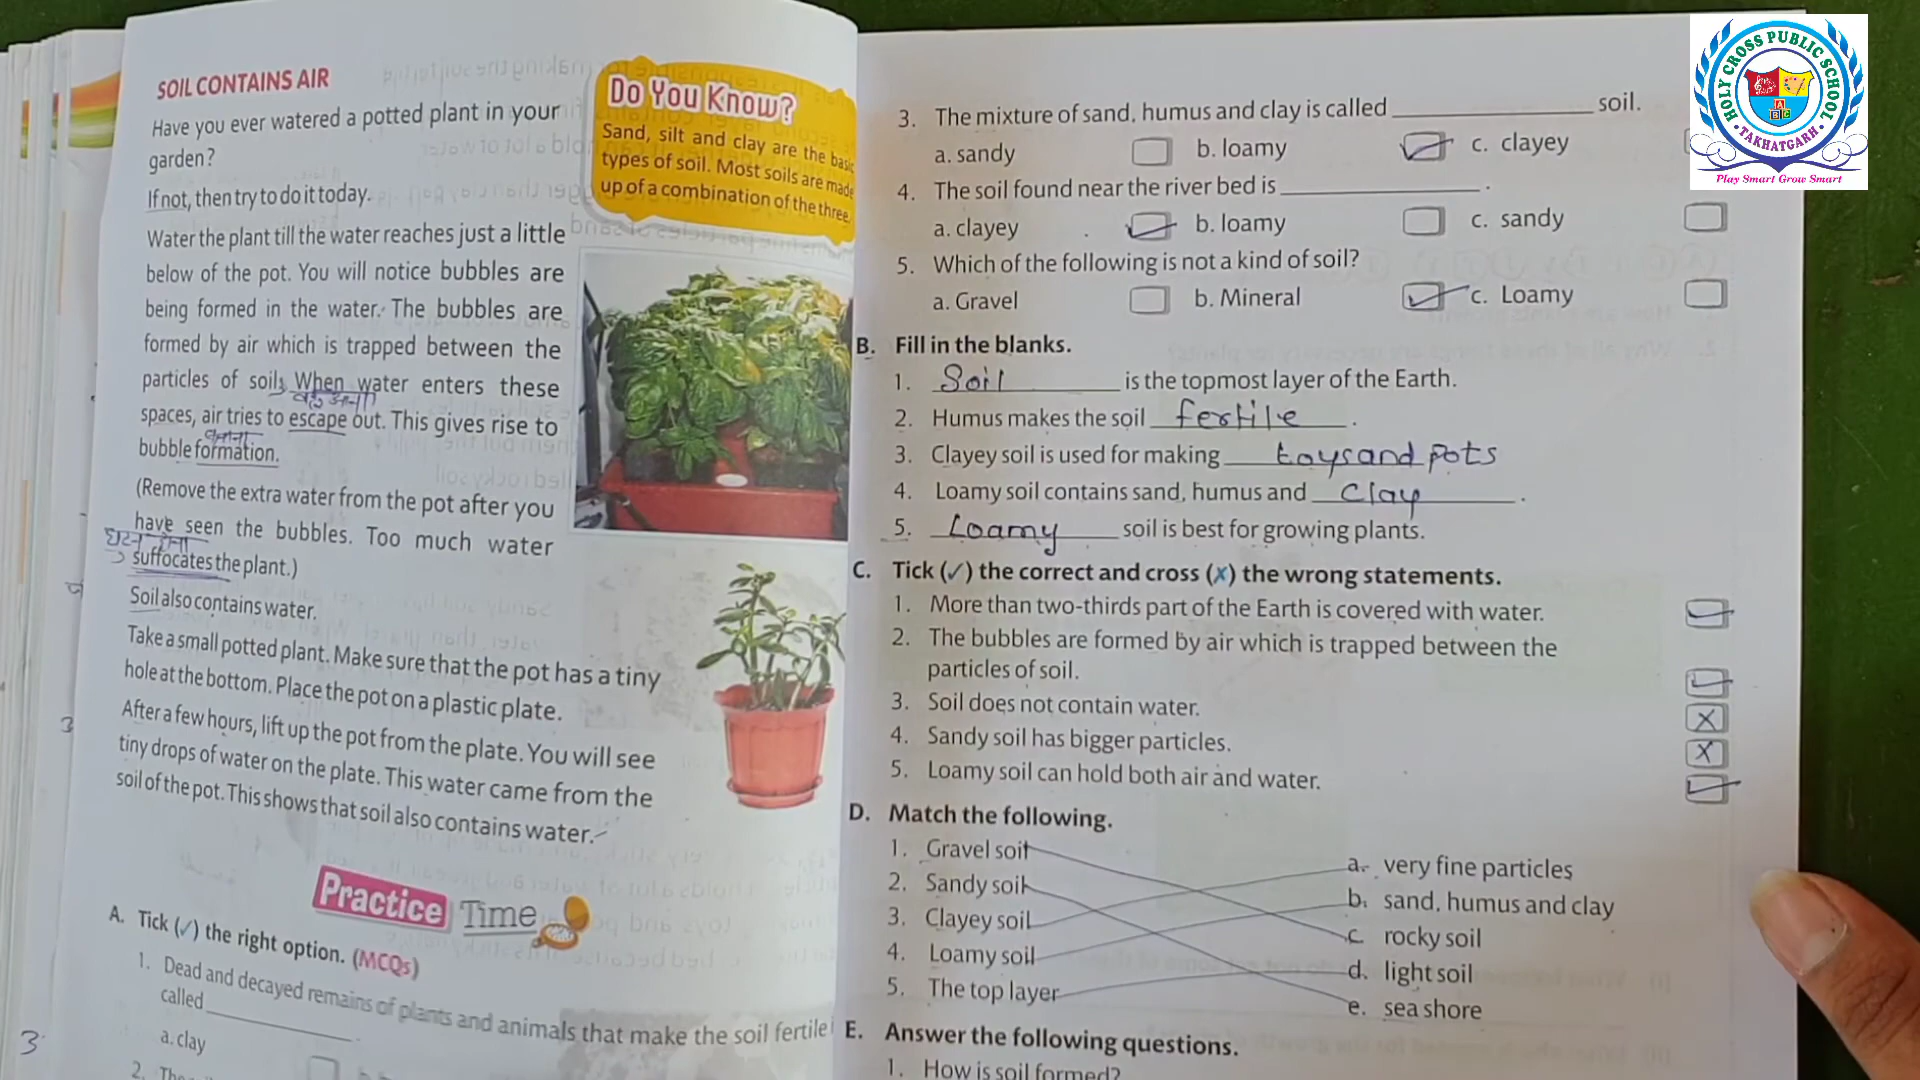 SOIL CONTAINS AIR
Have you ever watered a potted plant in your
garden?
If not, then try to do it today.
Water the plant till the water reaches just a little
below of the pot. You will notice bubbles are
being formed in the water. The bubbles are
formed by air which is trapped between the
particles of soil. When water enters these
spaces, air tries to escape out. This gives rise to
bubble formation.
(Remove the extra water from the pot after you
have seen the bubbles. Too much water
suffocates the plant.)
Soil also contains water.
Take a small potted plant. Make sure that the pot has a tiny
hole at the bottom. Place the pot on a plastic plate.
After a few hours, lift up the pot from the plate. You will see
tiny drops of water on the plate. This water came from the
soil of the pot. This shows that soil also contains water.
Do You Know?
Sand, silt and clay are the basic
types of soil. Most soils are made
up of a combination of the three.
Practice Time
A. Tick (✓) the right option. (MCQs)
1. Dead and decayed remains of plants and animals that make the soil fertile
called ____________.
a. clay
2.
3
3
3. The mixture of sand, humus and clay is called ____________ soil.
a. sandy b. loamy ✓ c. clayey
4. The soil found near the river bed is ____________.
a. clayey ✓ b. loamy c. sandy
5. Which of the following is not a kind of soil?
a. Gravel b. Mineral ✓ c. Loamy
B. Fill in the blanks.
1. Soil is the topmost layer of the Earth.
2. Humus makes the soil fertile.
3. Clayey soil is used for making toys and pots
4. Loamy soil contains sand, humus and clay.
5. Loamy soil is best for growing plants.
C. Tick (✓) the correct and cross (✗) the wrong statements.
1. More than two-thirds part of the Earth is covered with water. ✓
2. The bubbles are formed by air which is trapped between the
particles of soil. ✓
3. Soil does not contain water. X
4. Sandy soil has bigger particles. X
5. Loamy soil can hold both air and water. ✓
D. Match the following.
1. Gravel soil a. very fine particles
2. Sandy soil b. sand, humus and clay
3. Clayey soil c. rocky soil
4. Loamy soil d. light soil
5. The top layer e. sea shore
E. Answer the following questions.
1. How is soil formed?
HOLY CROSS PUBLIC SCHOOL
TAKHATGARH
A
B C
Play Smart Grow Smart